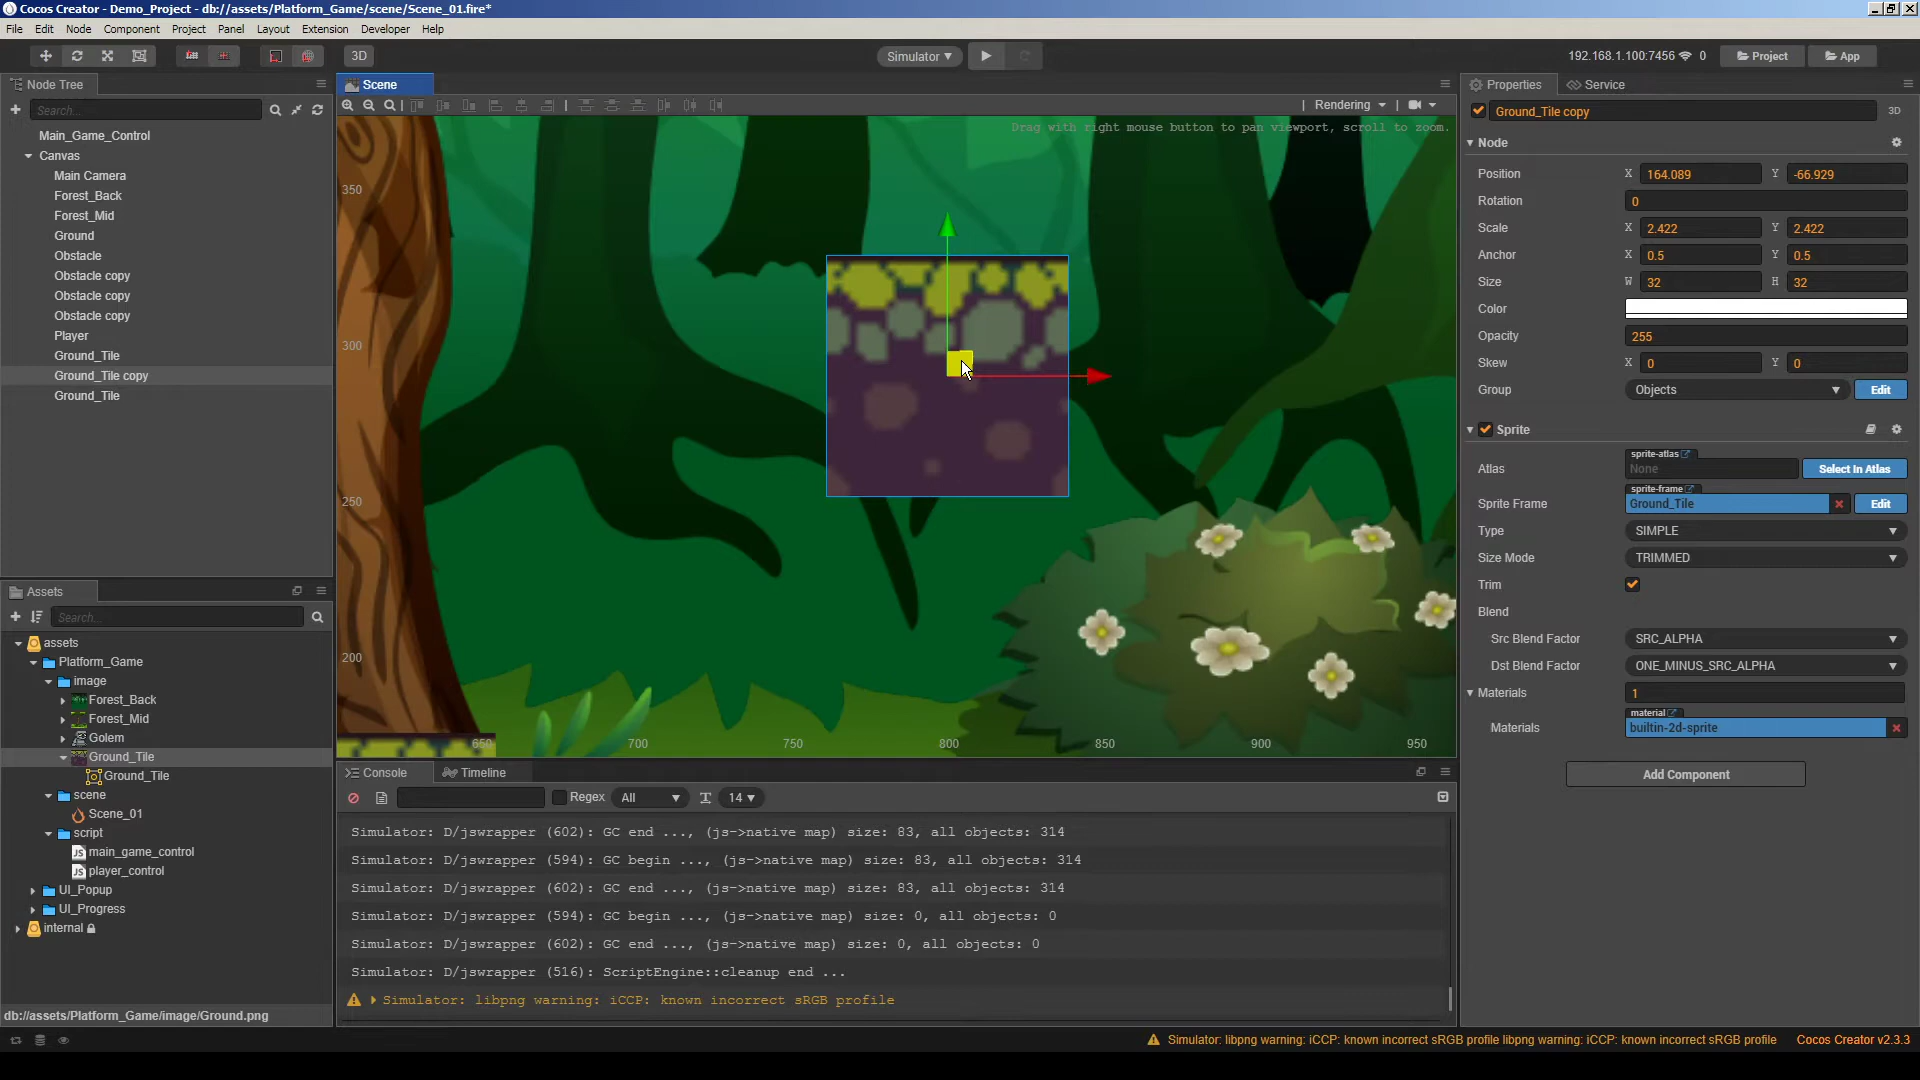 Cocos Creator - Demo_Project - db://assets/Platform_Game/scene/Scene_01.fire*
File Edit Node Component Project Panel Layout Extension Developer Help
3D
Simulator
192.168.1.100:7456 0
Project
App
Node Tree
Search...
Main_Game_Control
Canvas
Main Camera
Forest_Back
Forest_Mid
Ground
Obstacle
Obstacle copy
Obstacle copy
Obstacle copy
Player
Ground_Tile
Ground_Tile copy
Ground_Tile
Assets
Search...
assets
Platform_Game
image
Forest_Back
Forest_Mid
Golem
Ground_Tile
Ground_Tile
scene
Scene_01
script
main_game_control
player_control
UI_Popup
UI_Progress
internal
db://assets/Platform_Game/image/Ground.png
Scene
Rendering
Drag with right mouse button to pan viewport, scroll to zoom.
350
300
250
200
650 700 750 800 850 900 950
Console
Timeline
Regex
All
14
Simulator: D/jswrapper (602): GC end ..., (js->native map) size: 83, all objects: 314
Simulator: D/jswrapper (594): GC begin ..., (js->native map) size: 83, all objects: 314
Simulator: D/jswrapper (602): GC end ..., (js->native map) size: 83, all objects: 314
Simulator: D/jswrapper (594): GC begin ..., (js->native map) size: 0, all objects: 0
Simulator: D/jswrapper (602): GC end ..., (js->native map) size: 0, all objects: 0
Simulator: D/jswrapper (516): ScriptEngine::cleanup end ...
Simulator: libpng warning: iCCP: known incorrect sRGB profile
Properties
Service
Ground_Tile copy
3D
Node
Position X 164.089 Y -66.929
Rotation 0
Scale X 2.422 Y 2.422
Anchor X 0.5 Y 0.5
Size W 32 H 32
Color
Opacity 255
Skew X 0 Y 0
Group Objects Edit
Sprite
sprite-atlas
Atlas None Select In Atlas
sprite-frame
Sprite Frame Ground_Tile Edit
Type SIMPLE
Size Mode TRIMMED
Trim
Blend
Src Blend Factor SRC_ALPHA
Dst Blend Factor ONE_MINUS_SRC_ALPHA
Materials 1
material
Materials builtin-2d-sprite
Add Component
Simulator: libpng warning: iCCP: known incorrect sRGB profile libpng warning: iCCP: known incorrect sRGB profile
Cocos Creator v2.3.3